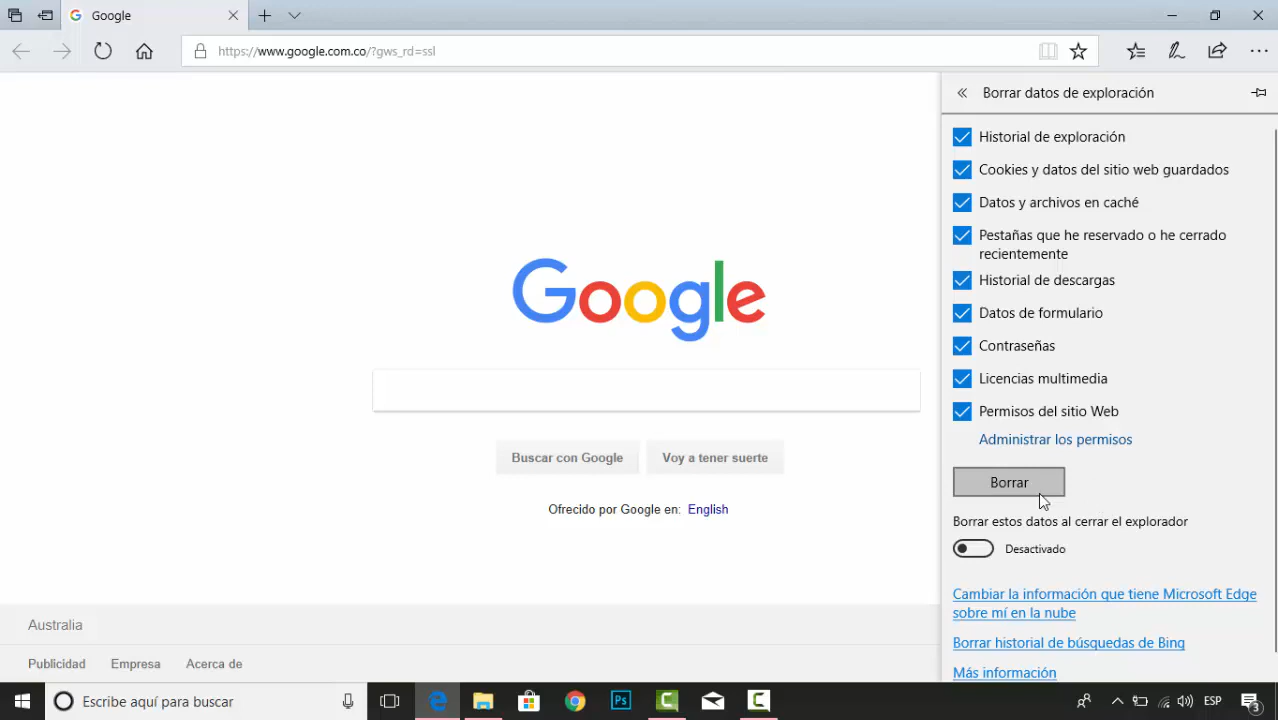 Google
https://www.google.com.co/?gws_rd=ssl
Borrar datos de exploración
Historial de exploración
Cookies y datos del sitio web guardados
Datos y archivos en caché
Pestañas que he reservado o he cerrado
recientemente
Historial de descargas
Datos de formulario
Contraseñas
Licencias multimedia
Permisos del sitio Web
Administrar los permisos
Borrar
Borrar estos datos al cerrar el explorador
Desactivado
Cambiar la información que tiene Microsoft Edge
sobre mí en la nube
Borrar historial de búsquedas de Bing
Más información
Google
Buscar con Google
Voy a tener suerte
Ofrecido por Google en: English
Australia
Publicidad Empresa Acerca de
Escribe aquí para buscar
Ps
ESP
3